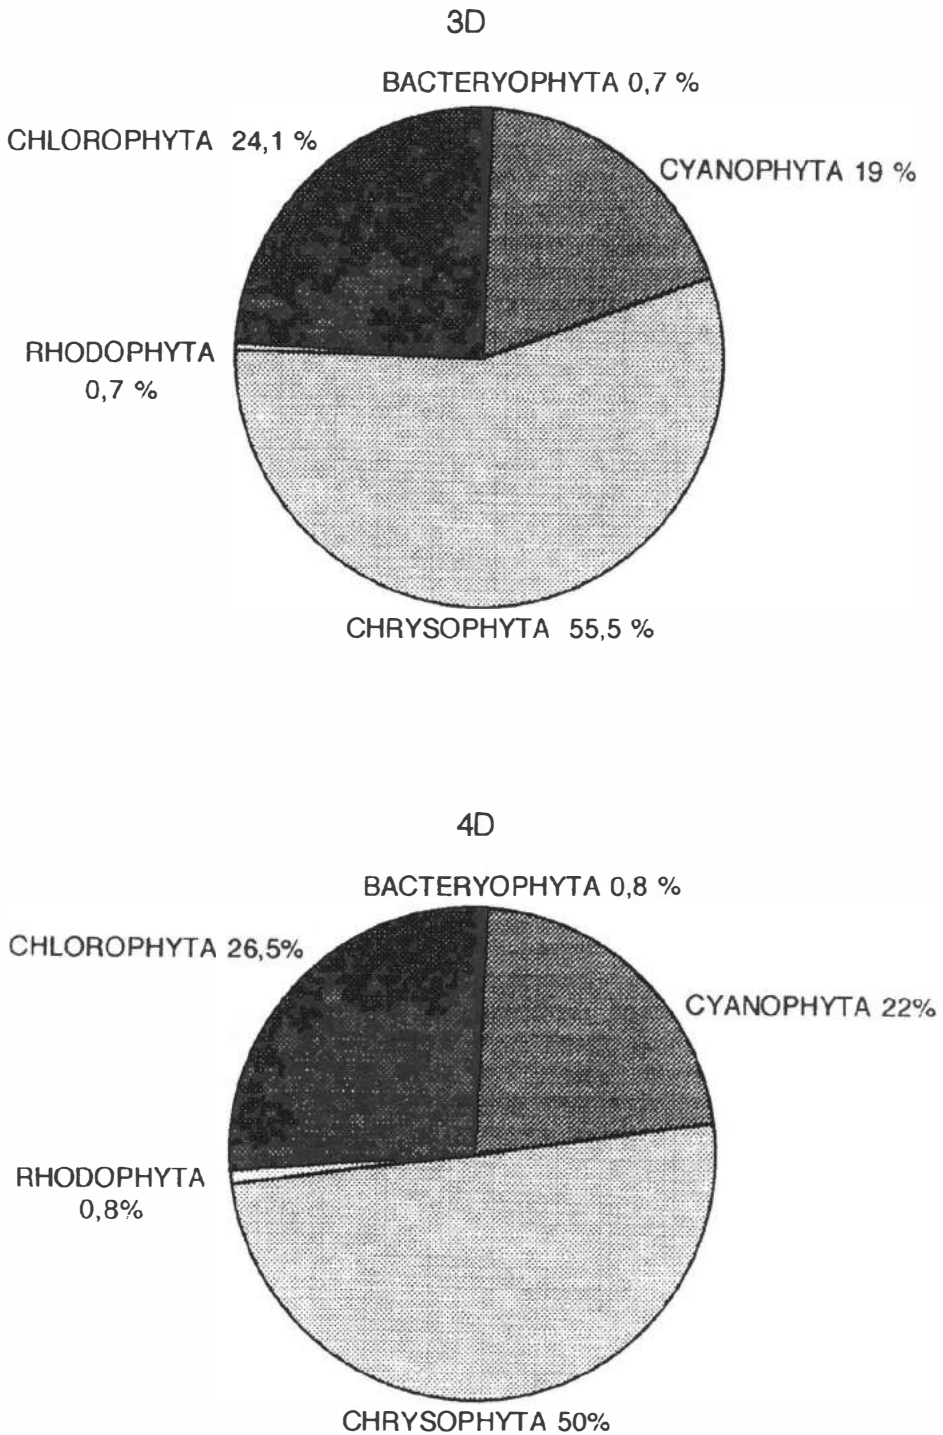 3D
BACTERYOPHYTA 0,7 %
CHLOROPHYTA 24,1 %
CYANOPHYTA 19 %
RHODOPHYTA
0,7 %
CHRYSOPHYTA 55,5 %
4D
BACTERYOPHYTA 0,8 %
CHLOROPHYTA 26,5%
CYANOPHYTA 22%
RHODOPHYTA
0,8%
CHRYSOPHYTA 50%